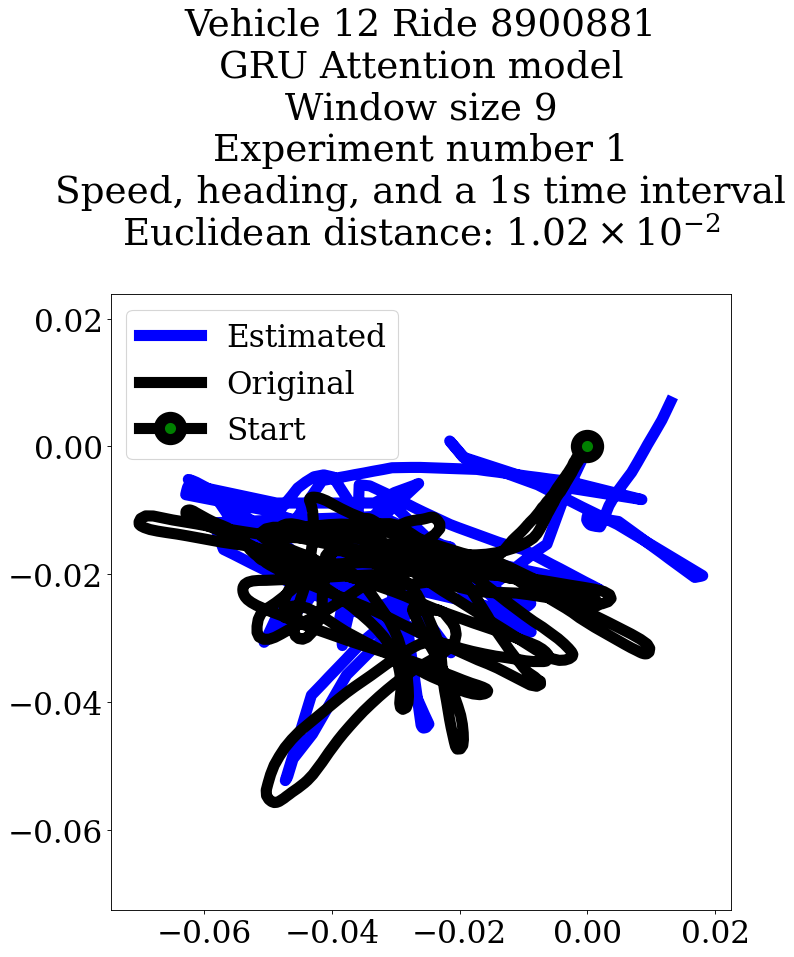 Vehicle 12 Ride 8900881
GRU Attention model
Window size 9
Experiment number 1
Speed, heading, and a 1s time interval
Euclidean distance: 1.02 × 10⁻²
Estimated
Original
Start
0.02
0.00
−0.02
−0.04
−0.06
−0.06 −0.04 −0.02 0.00 0.02